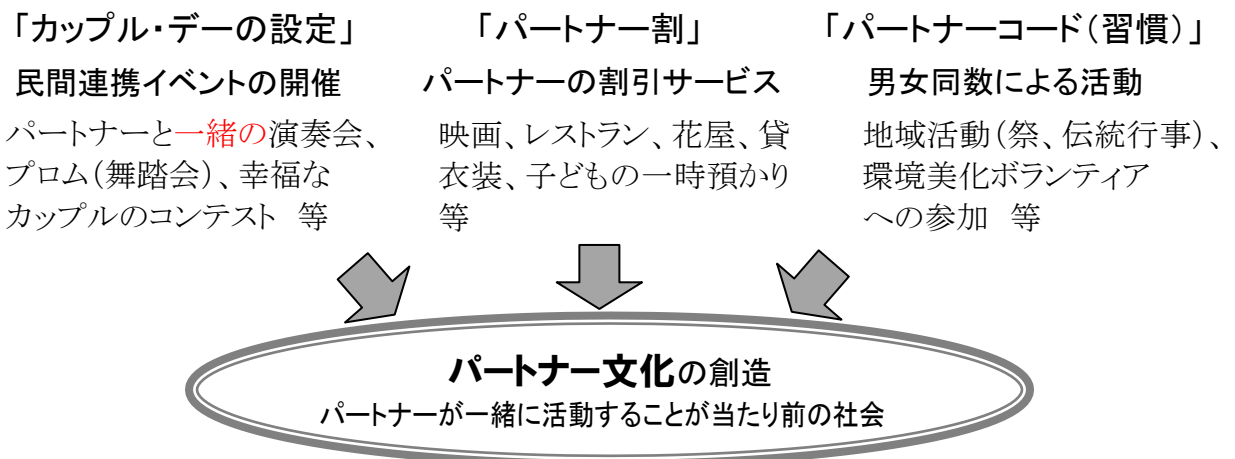 「カップル・デーの設定」
民間連携イベントの開催
パートナーと一緒の演奏会、
プロム(舞踏会)、幸福な
カップルのコンテスト 等
「パートナー割」
パートナーの割引サービス
映画、レストラン、花屋、貸
衣装、子どもの一時預かり
等
「パートナーコード(習慣)」
男女同数による活動
地域活動(祭、伝統行事)、
環境美化ボランティア
への参加 等
パートナー文化の創造
パートナーが一緒に活動することが当たり前の社会